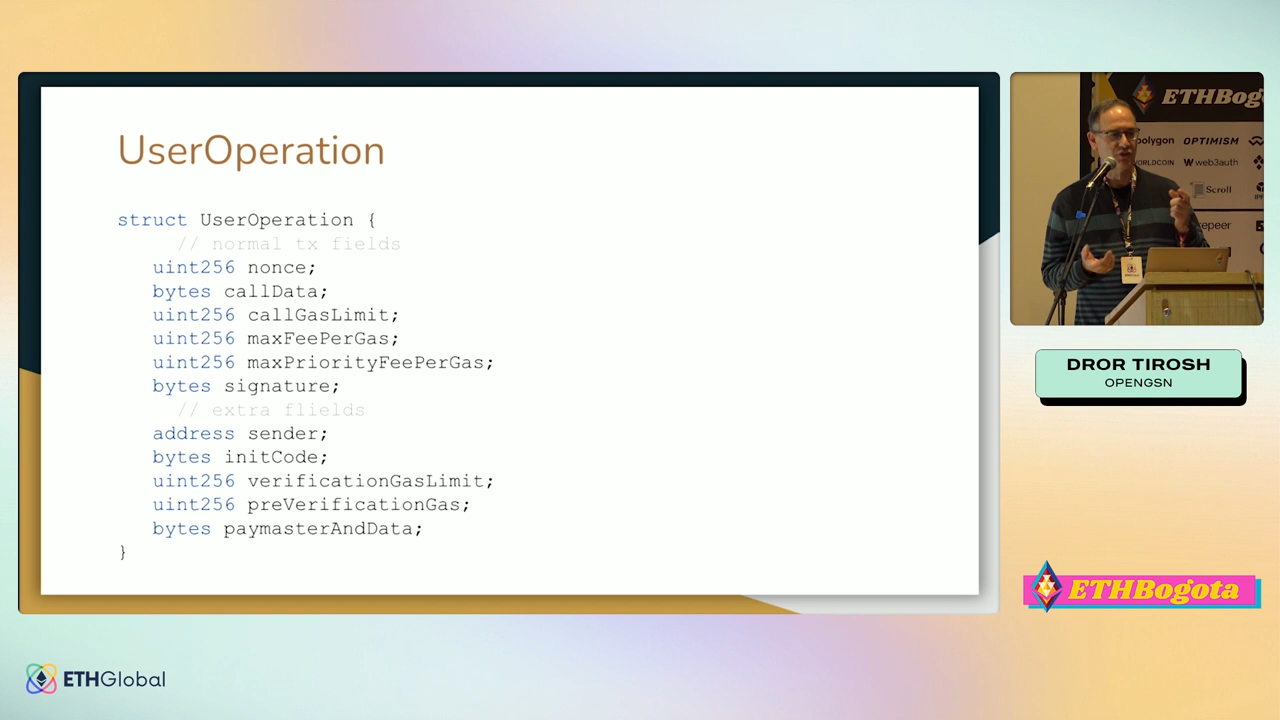 UserOperation
struct UserOperation {
// normal tx fields
uint256 nonce;
bytes callData;
uint256 callGasLimit;
uint256 maxFeePerGas;
uint256 maxPriorityFeePerGas;
bytes signature;
// extra flields
address sender;
bytes initCode;
uint256 verificationGasLimit;
uint256 preVerificationGas;
bytes paymasterAndData;
}
ETHBog
polygon OPTIMISM
WORLDCOIN web3auth
Scroll
DROR TIROSH
OPENGSN
ETHBogota
ETHGlobal